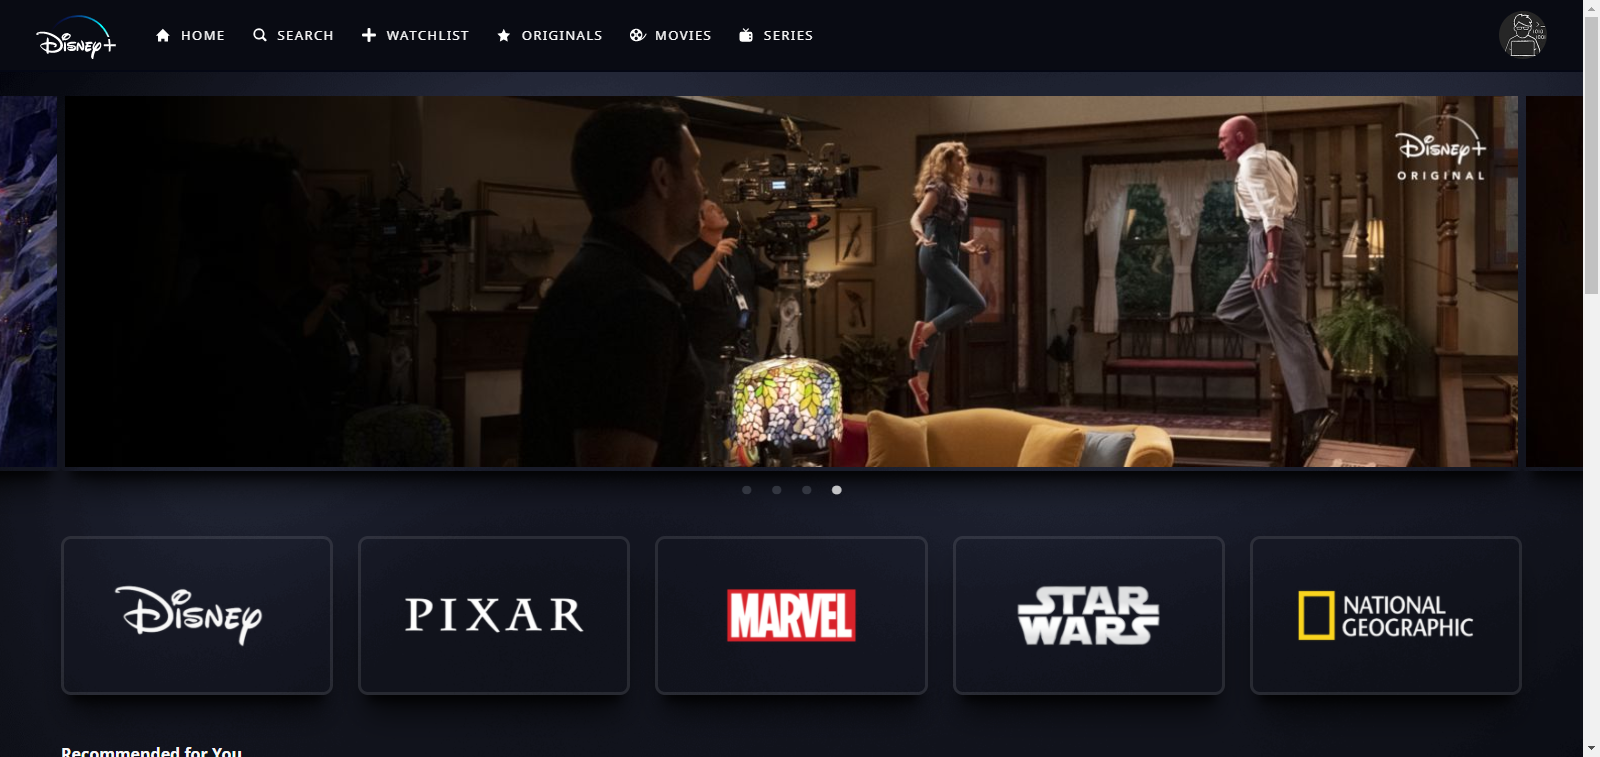 Disney+
HOME
SEARCH
WATCHLIST
ORIGINALS
MOVIES
SERIES
Disney+
ORIGINAL
Disney
PIXAR
MARVEL
STAR
WARS
NATIONAL
GEOGRAPHIC
Recommended for You